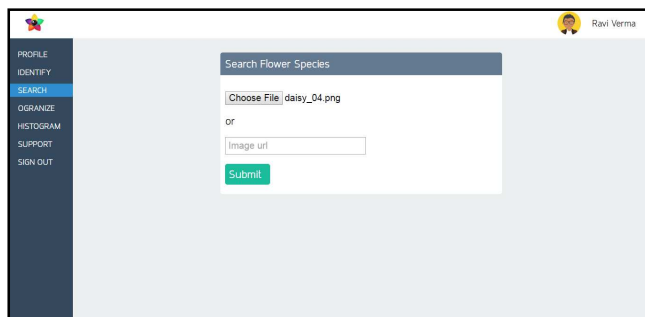 Ravi Verma
PROFILE
IDENTIFY
SEARCH
OGRANIZE
HISTOGRAM
SUPPORT
SIGN OUT
Search Flower Species
Choose File daisy_04.png
or
Image url
Submit